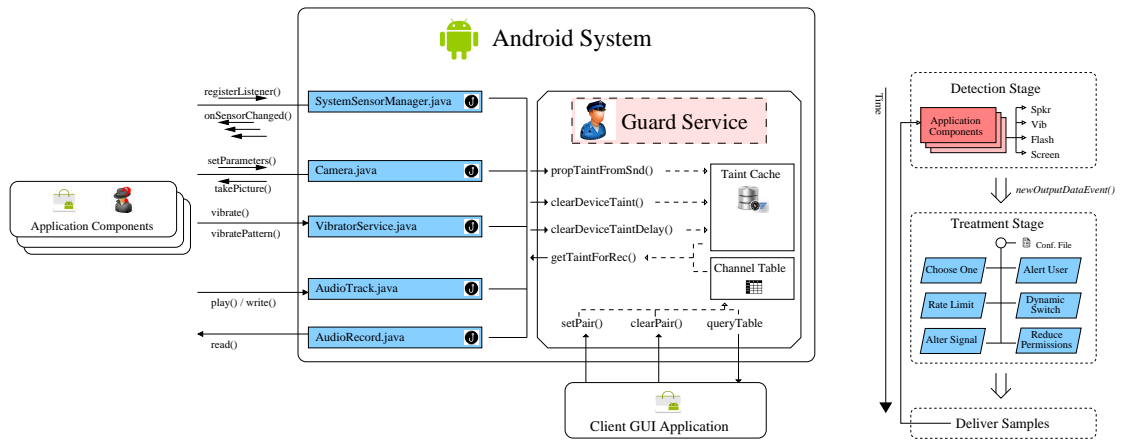 Android System
registerListener()
onSensorChanged()
SystemSensorManager.java
J
setParameters()
takePicture()
Camera.java
J
Application Components
vibrate()
vibratePattern()
VibratorService.java
J
play() / write()
AudioTrack.java
J
read()
AudioRecord.java
J
Guard Service
propTaintFromSnd()
clearDeviceTaint()
clearDeviceTaintDelay()
getTaintForRec()
Taint Cache
Channel Table
setPair()
clearPair()
queryTable
Client GUI Application
Time
Detection Stage
Application
Components
Spkr
Vib
Flash
Screen
newOutputDataEvent()
Treatment Stage
Conf. File
Choose One
Alert User
Rate Limit
Dynamic
Switch
Alter Signal
Reduce
Permissions
Deliver Samples